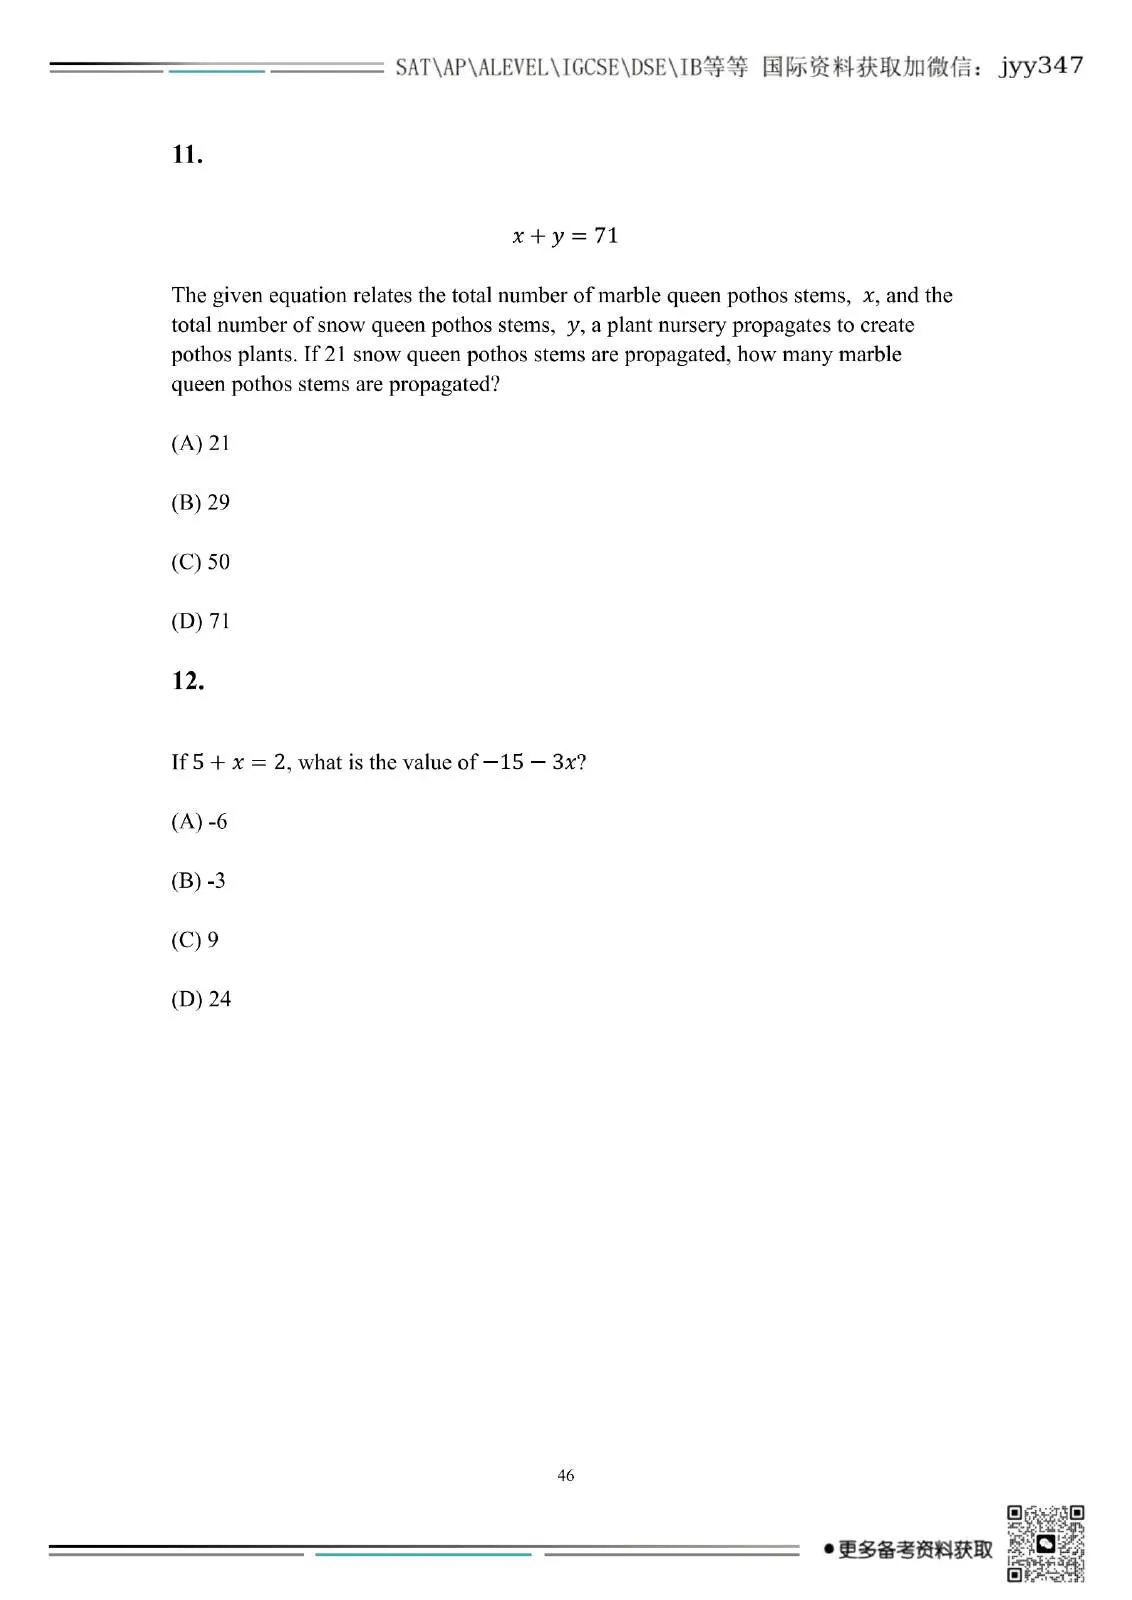 SAT\AP\ALEVEL\IGCSE\DSE\IB等等 国际资料获取加微信：jyy347
11.
x + y = 71
The given equation relates the total number of marble queen pothos stems, x, and the
total number of snow queen pothos stems, y, a plant nursery propagates to create
pothos plants. If 21 snow queen pothos stems are propagated, how many marble
queen pothos stems are propagated?
(A) 21
(B) 29
(C) 50
(D) 71
12.
If 5 + x = 2, what is the value of −15 − 3x?
(A) -6
(B) -3
(C) 9
(D) 24
46
●更多备考资料获取